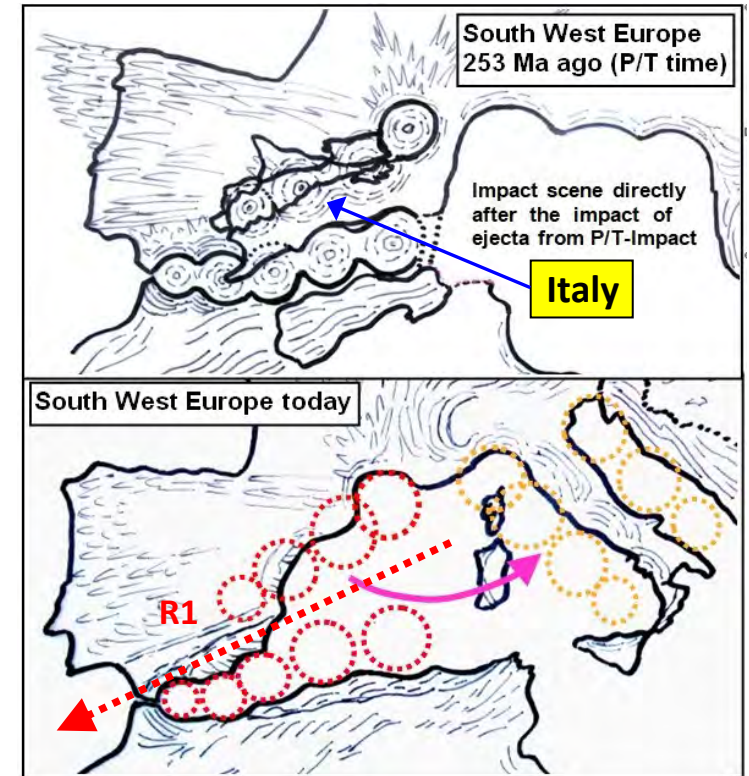 South West Europe
253 Ma ago (P/T time)
Impact scene directly
after the impact of
ejecta from P/T-Impact
Italy
South West Europe today
R1